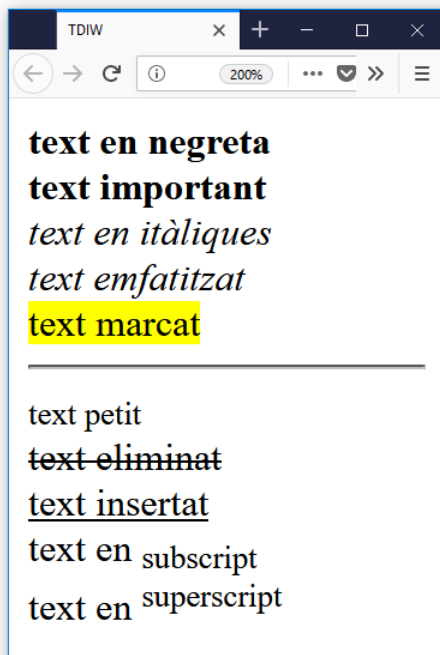 TDIW
200%
text en negreta
text important
text en itàliques
text emfatitzat
text marcat
text petit
text eliminat
text insertat
text en subscript
text en superscript